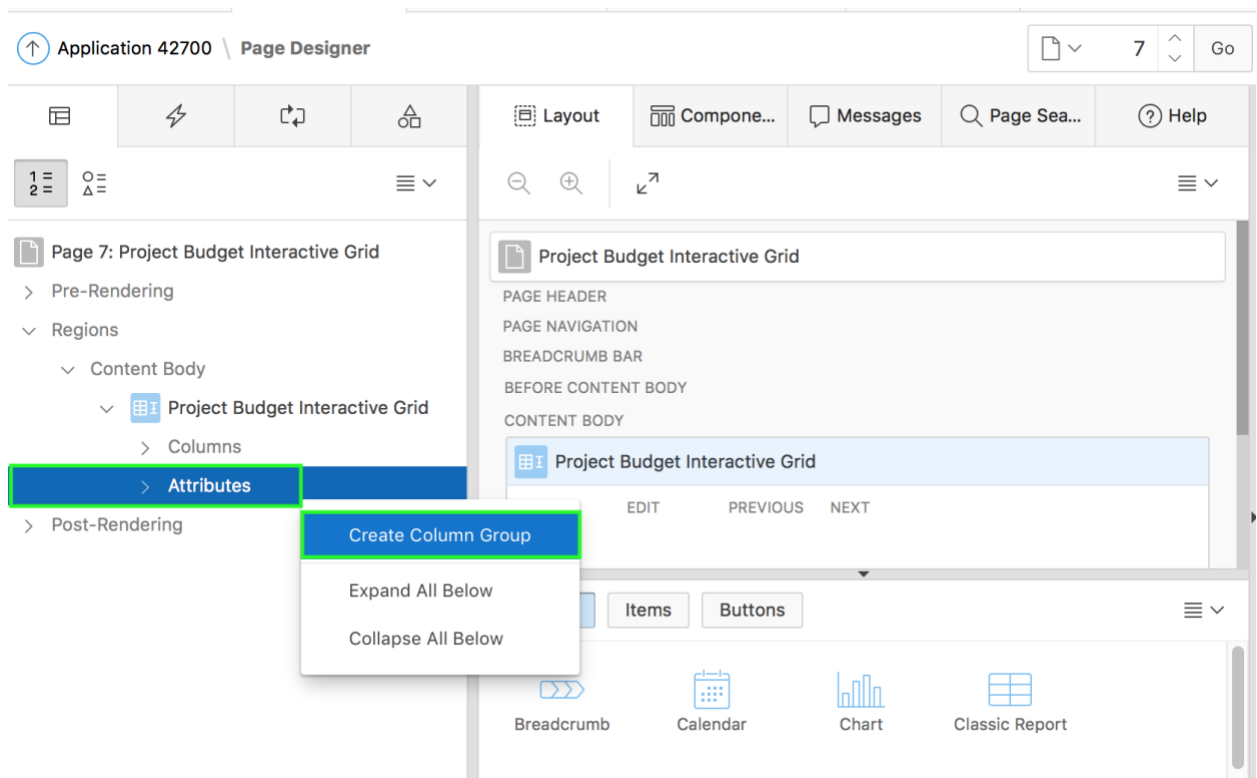 Application 42700 \ Page Designer
7
Go
Layout
Compone...
Messages
Page Sea...
Help
Page 7: Project Budget Interactive Grid
Pre-Rendering
Regions
Content Body
Project Budget Interactive Grid
Columns
Attributes
Post-Rendering
Create Column Group
Expand All Below
Collapse All Below
Project Budget Interactive Grid
PAGE HEADER
PAGE NAVIGATION
BREADCRUMB BAR
BEFORE CONTENT BODY
CONTENT BODY
Project Budget Interactive Grid
EDIT PREVIOUS NEXT
Items Buttons
Breadcrumb Calendar Chart Classic Report